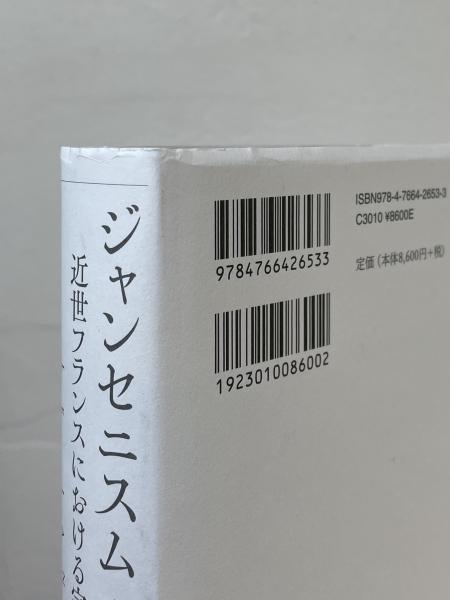 ジャンセニスム
近世フランスにおける
ISBN978-4-7664-2653-3
C3010 ¥8600E
定価（本体8,600円+税）
9784766426533
1923010086002